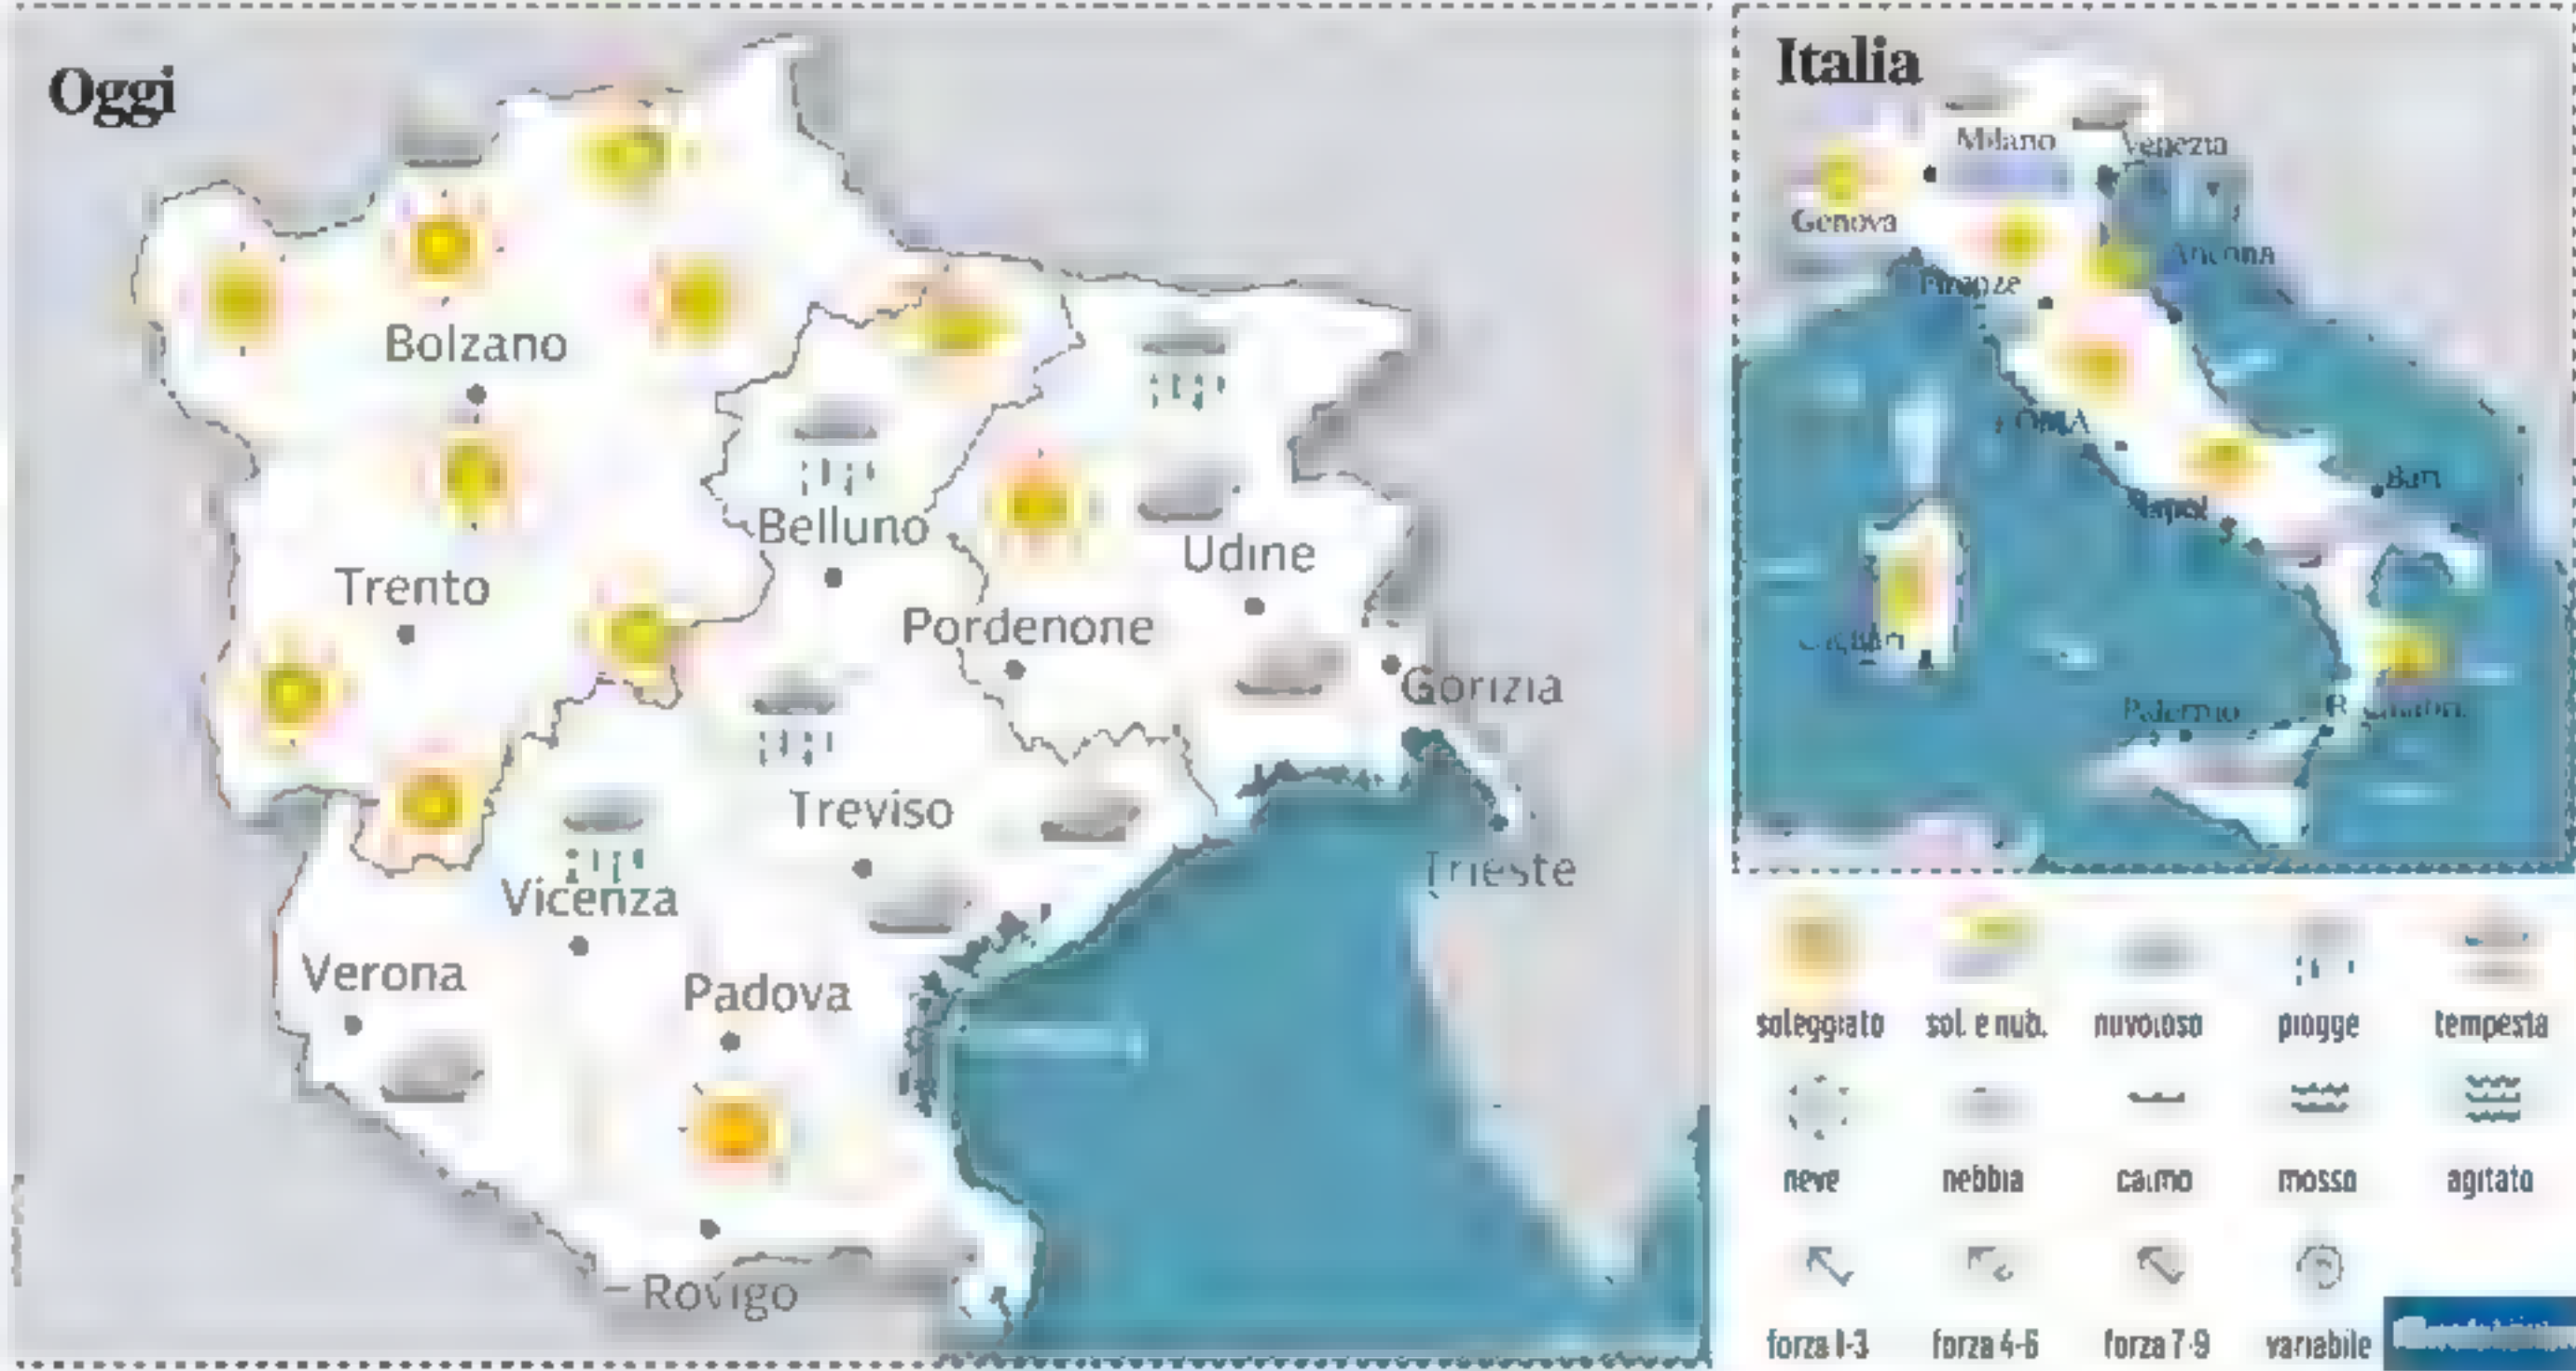 Oggi
Bolzano
Trento
Belluno
Udine
Pordenone
Gorizia
Treviso
Trieste
Vicenza
Verona
Padova
Rovigo
Italia
Milano
Venezia
Genova
Ancona
Firenze
Bari
Palermo
soleggiato sol. e nub. nuvoloso piogge tempesta
neve nebbia calmo mosso agitato
forza 1-3 forza 4-6 forza 7-9 variabile